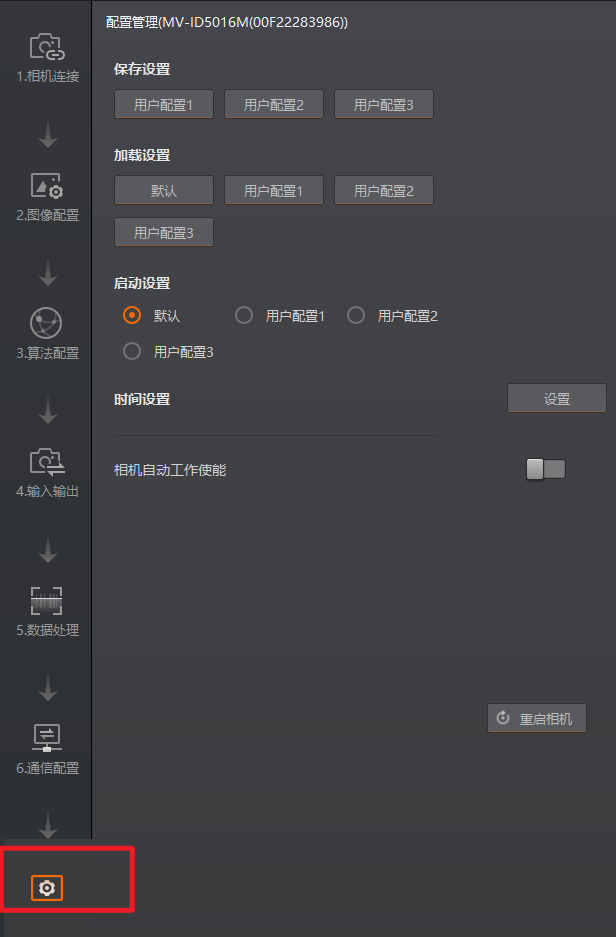 配置管理(MV-ID5016M(00F22283986))
1.相机连接
2.图像配置
3.算法配置
4.输入输出
5.数据处理
6.通信配置
保存设置
用户配置1 用户配置2 用户配置3
加载设置
默认 用户配置1 用户配置2
用户配置3
启动设置
默认 用户配置1 用户配置2
用户配置3
时间设置 设置
相机自动工作使能
重启相机